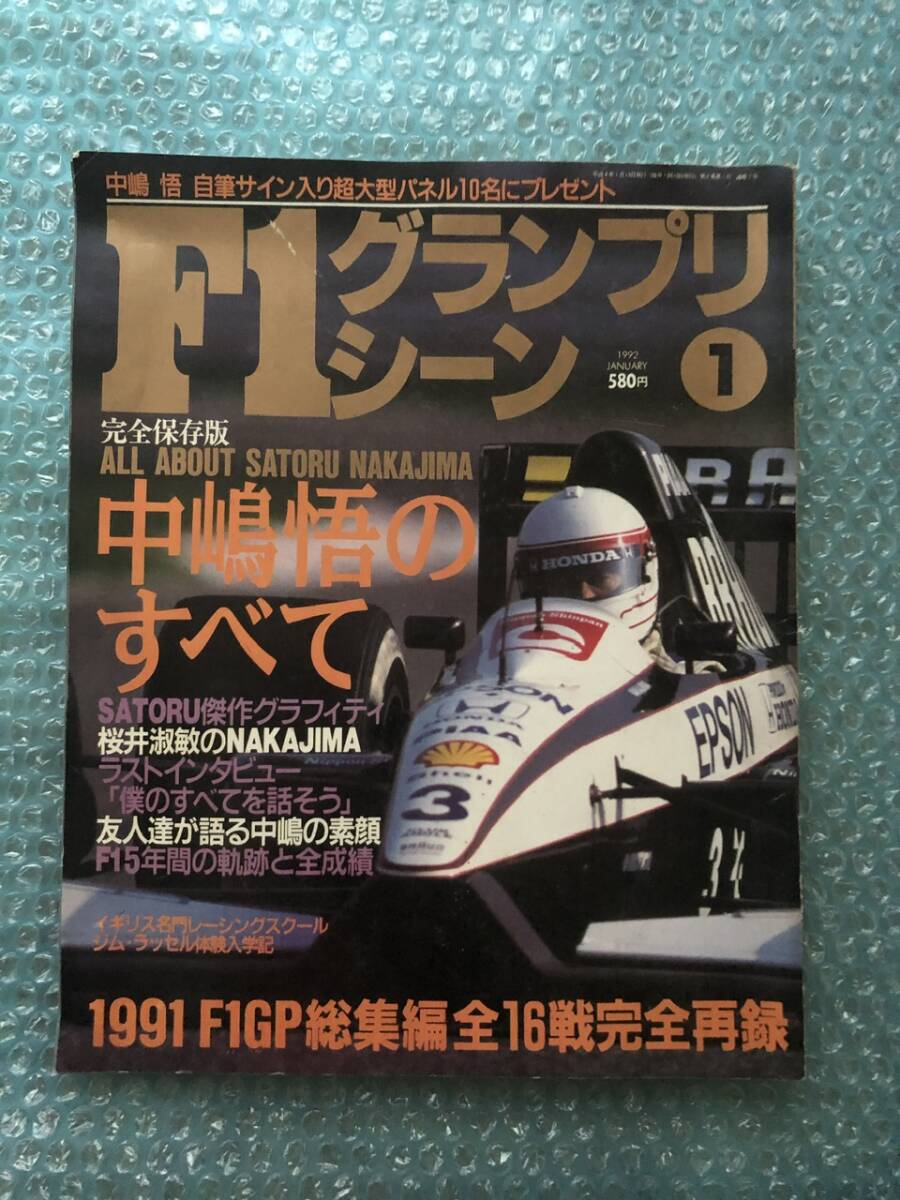 中嶋 悟 自筆サイン入り超大型パネル10名にプレゼント
F1グランプリ
シーン
1
1992
JANUARY
580円
完全保存版
ALL ABOUT SATORU NAKAJIMA
中嶋悟の
すべて
SATORU傑作グラフィティ
桜井淑敏のNAKAJIMA
ラストインタビュー
「僕のすべてを話そう」
友人達が語る中嶋の素顔
F15年間の軌跡と全成績
イギリス名門レーシングスクール
ジム・ラッセル体験入学記
1991 F1GP総集編 全16戦完全再録
HONDA
EPSON
HONDA
PIAA
Shell
3
braun
EPSON
HONDA
Nippon